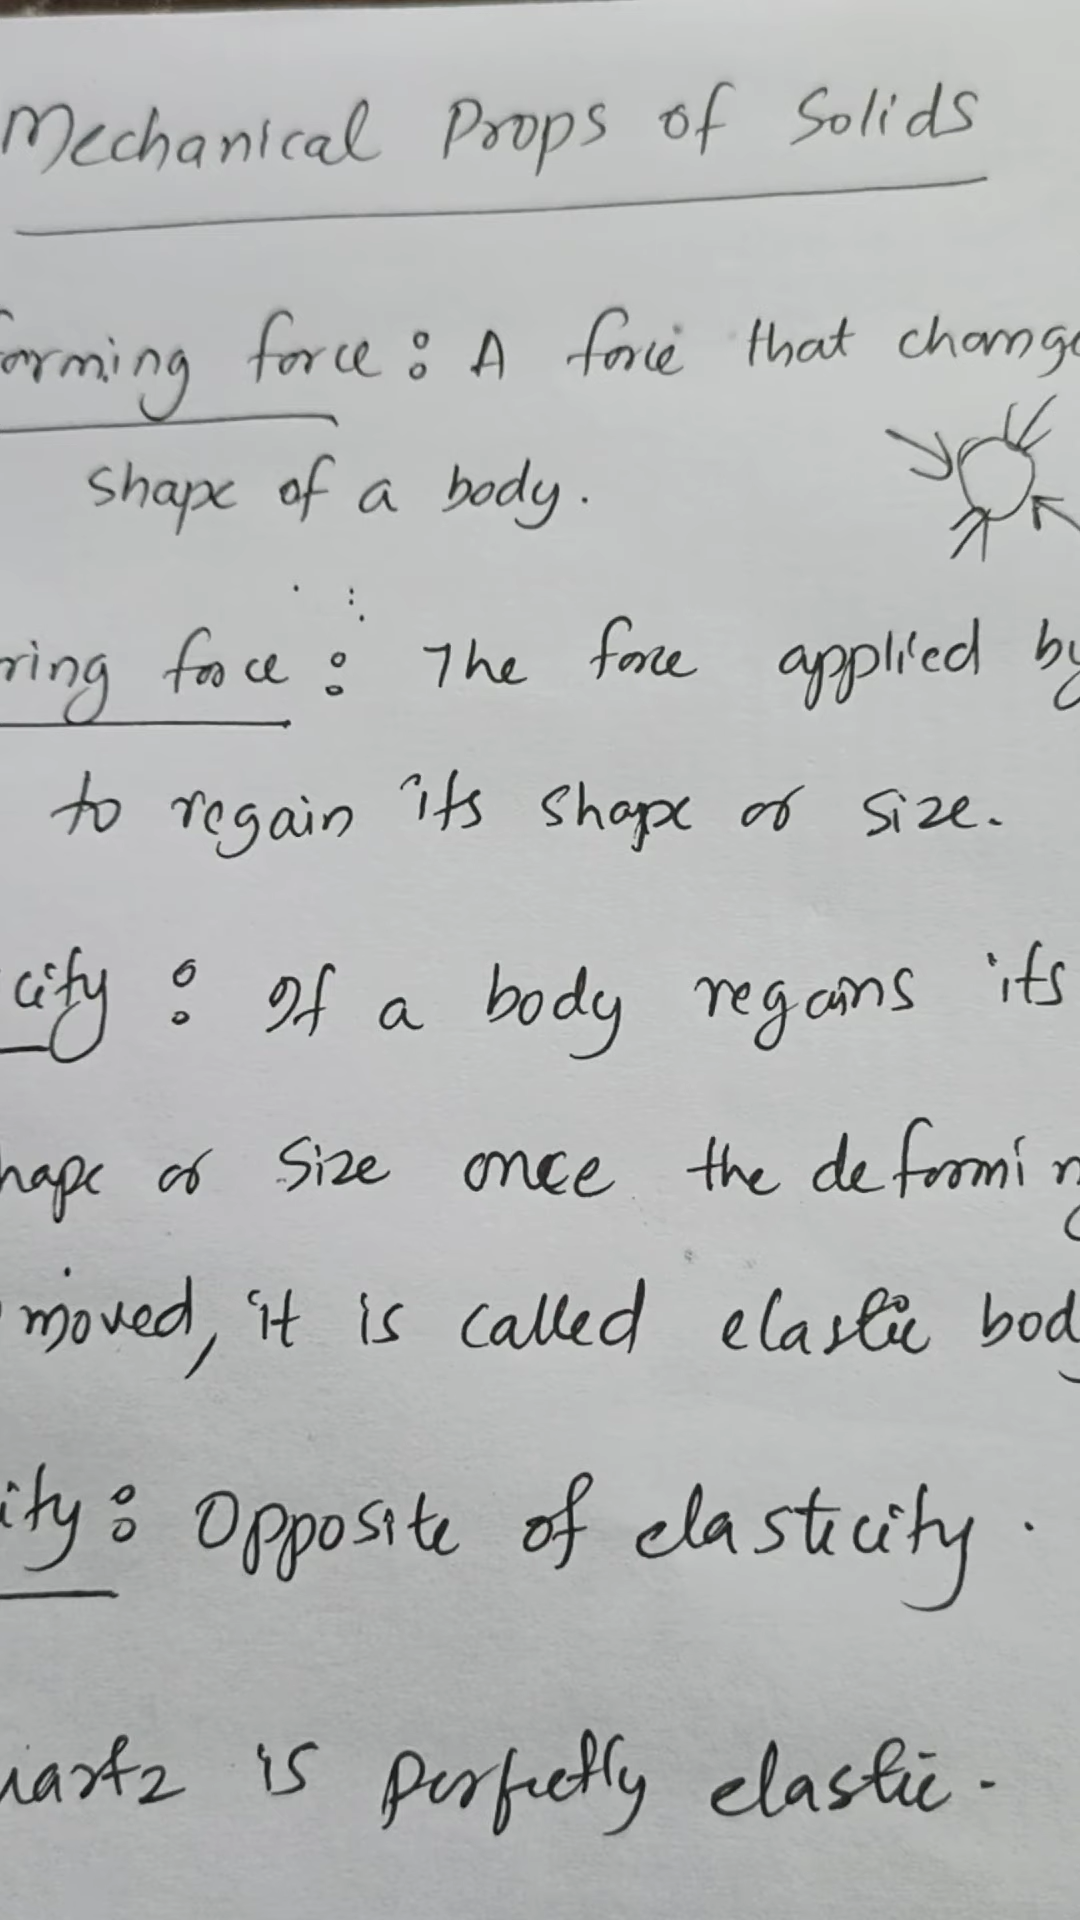 Mechanical Props of Solids
orming force : A force that change
shape of a body.
ring force : The force applied by
to regain its shape or size.
city : If a body regains its
hape or size once the deformin
moved, it is called elastic bod
ity : Opposite of elasticity.
uartz is perfectly elastic.